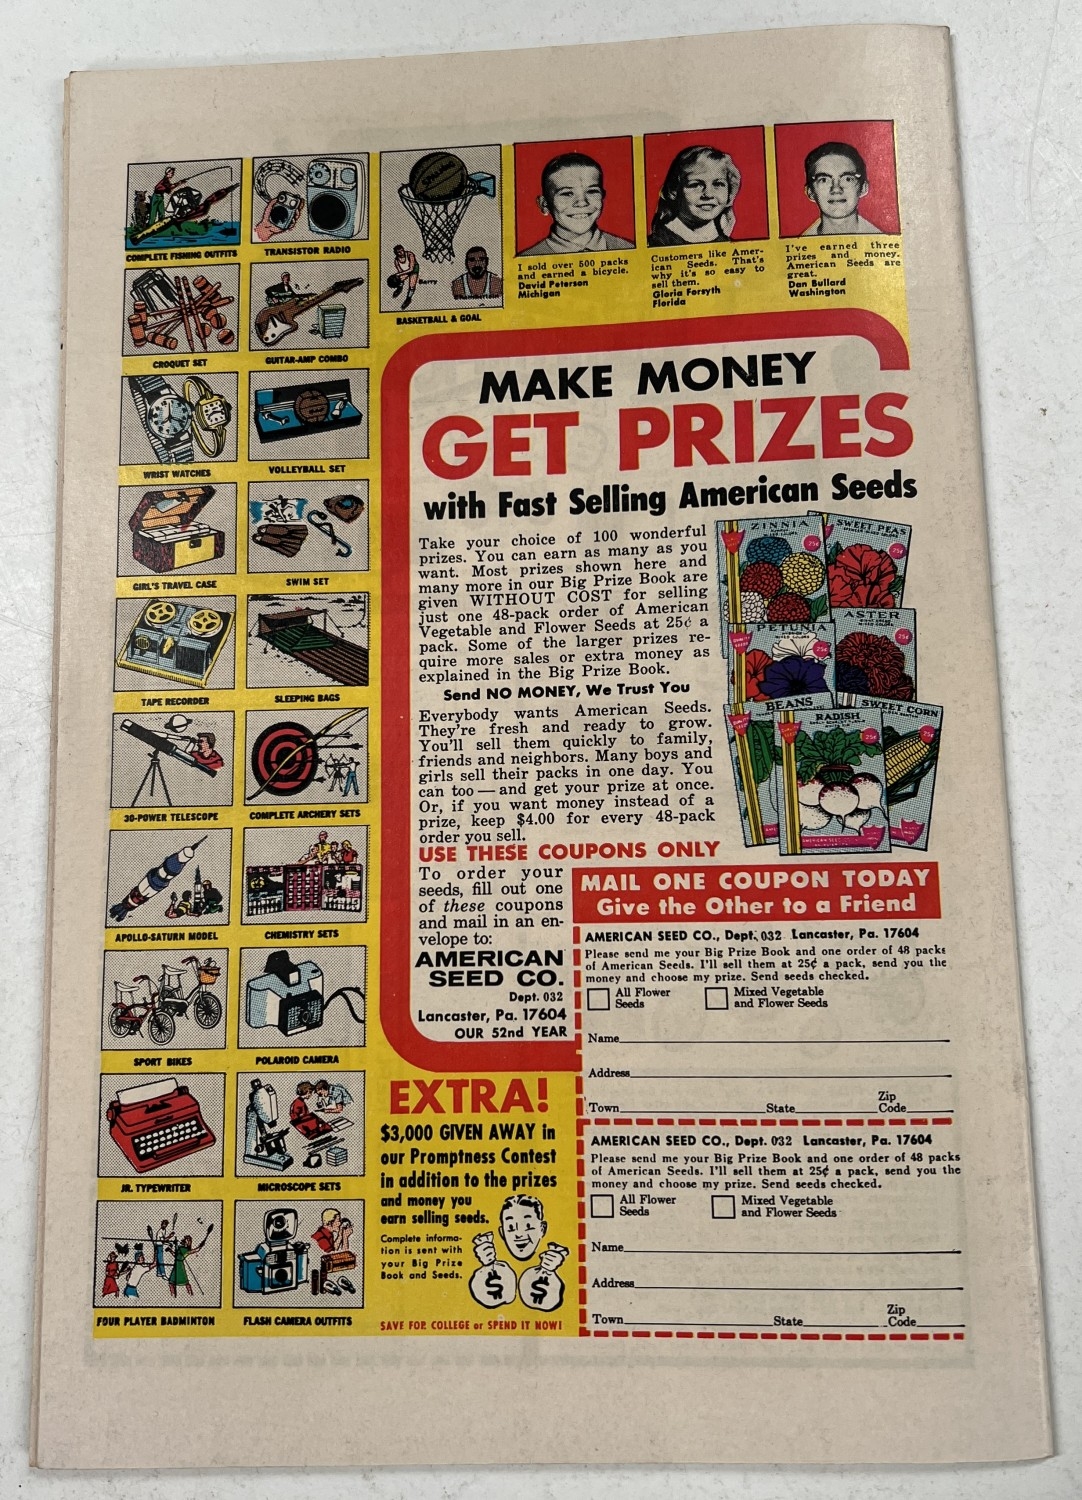 COMPLETE FISHING OUTFITS
TRANSISTOR RADIO
CROQUET SET
GUITAR-AMP COMBO
WRIST WATCHES
VOLLEYBALL SET
GIRL'S TRAVEL CASE
SWIM SET
TAPE RECORDER
SLEEPING BAGS
30-POWER TELESCOPE
COMPLETE ARCHERY SETS
APOLLO-SATURN MODEL
CHEMISTRY SETS
SPORT BIKES
POLAROID CAMERA
JR. TYPEWRITER
MICROSCOPE SETS
FOUR PLAYER BADMINTON
FLASH CAMERA OUTFITS
SPALDING
Barry
Chamberlain
BASKETBALL & GOAL
I sold over 500 packs
and earned a bicycle.
David Peterson
Michigan
Customers like Amer-
ican Seeds. That's
why it's so easy to
sell them.
Gloria Forsyth
Florida
I've earned three
prizes and money.
American Seeds are
great.
Dan Bullard
Washington
MAKE MONEY
GET PRIZES
with Fast Selling American Seeds
Take your choice of 100 wonderful
prizes. You can earn as many as you
want. Most prizes shown here and
many more in our Big Prize Book are
given WITHOUT COST for selling
just one 48-pack order of American
Vegetable and Flower Seeds at 25¢ a
pack. Some of the larger prizes re-
quire more sales or extra money as
explained in the Big Prize Book.
Send NO MONEY, We Trust You
Everybody wants American Seeds.
They're fresh and ready to grow.
You'll sell them quickly to family,
friends and neighbors. Many boys and
girls sell their packs in one day. You
can too — and get your prize at once.
Or, if you want money instead of a
prize, keep $4.00 for every 48-pack
order you sell.
ZINNIA
25¢
SWEET PEAS
25¢
PETUNIA
25¢
ASTER
25¢
BEANS
RADISH
25¢
SWEET CORN
25¢
USE THESE COUPONS ONLY
To order your
seeds, fill out one
of these coupons
and mail in an en-
velope to:
AMERICAN
SEED CO.
Dept. 032
Lancaster, Pa. 17604
OUR 52nd YEAR
MAIL ONE COUPON TODAY
Give the Other to a Friend
AMERICAN SEED CO., Dept. 032 Lancaster, Pa. 17604
Please send me your Big Prize Book and one order of 48 packs
of American Seeds. I'll sell them at 25¢ a pack, send you the
money and choose my prize. Send seeds checked.
All Flower Seeds
Mixed Vegetable and Flower Seeds
Name
Address
Town State Zip Code
AMERICAN SEED CO., Dept. 032 Lancaster, Pa. 17604
Please send me your Big Prize Book and one order of 48 packs
of American Seeds. I'll sell them at 25¢ a pack, send you the
money and choose my prize. Send seeds checked.
All Flower Seeds
Mixed Vegetable and Flower Seeds
Name
Address
Town State Zip Code
EXTRA!
$3,000 GIVEN AWAY in
our Promptness Contest
in addition to the prizes
and money you
earn selling seeds.
Complete informa-
tion is sent with
your Big Prize
Book and Seeds.
$ $
SAVE FOR COLLEGE or SPEND IT NOW!